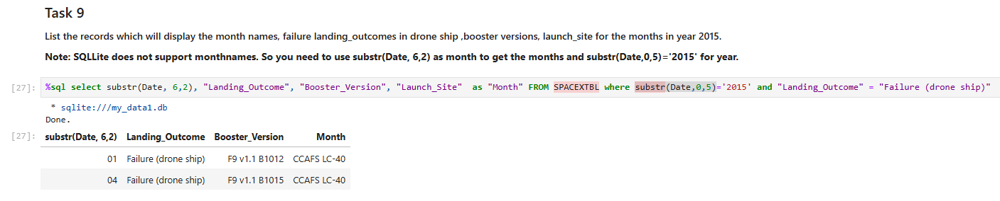 Task 9
List the records which will display the month names, failure landing_outcomes in drone ship ,booster versions, launch_site for the months in year 2015.
Note: SQLLite does not support monthnames. So you need to use substr(Date, 6,2) as month to get the months and substr(Date,0,5)='2015' for year.
[27]: %sql select substr(Date, 6,2), "Landing_Outcome", "Booster_Version", "Launch_Site"  as "Month" FROM SPACEXTBL where substr(Date,0,5)='2015' and "Landing_Outcome" = "Failure (drone ship)"
* sqlite:///my_data1.db
Done.
[27]: substr(Date, 6,2) Landing_Outcome Booster_Version Month
01 Failure (drone ship) F9 v1.1 B1012 CCAFS LC-40
04 Failure (drone ship) F9 v1.1 B1015 CCAFS LC-40